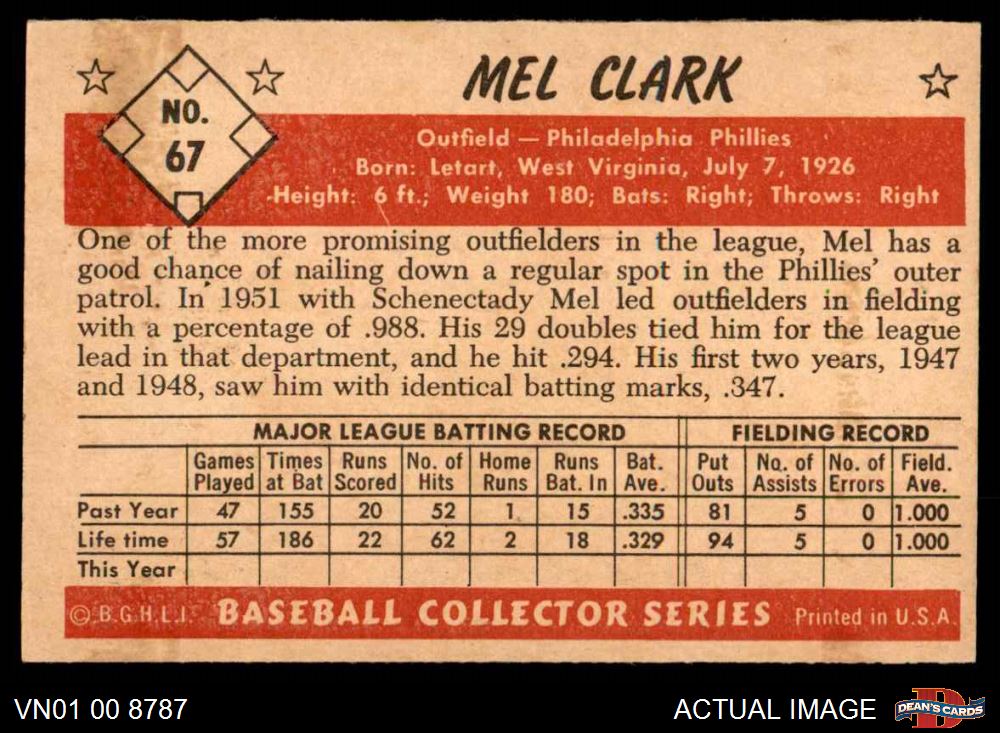 MEL CLARK
NO.
67
Outfield — Philadelphia Phillies
Born: Letart, West Virginia, July 7, 1926
Height: 6 ft.; Weight 180; Bats: Right; Throws: Right
One of the more promising outfielders in the league, Mel has a
good chance of nailing down a regular spot in the Phillies' outer
patrol. In 1951 with Schenectady Mel led outfielders in fielding
with a percentage of .988. His 29 doubles tied him for the league
lead in that department, and he hit .294. His first two years, 1947
and 1948, saw him with identical batting marks, .347.
MAJOR LEAGUE BATTING RECORD FIELDING RECORD
Games Times Runs No. of Home Runs Bat. Put No. of No. of Field.
Played at Bat Scored Hits Runs Bat. In Ave. Outs Assists Errors Ave.
Past Year 47 155 20 52 1 15 .335 81 5 0 1.000
Life time 57 186 22 62 2 18 .329 94 5 0 1.000
This Year
© B.G.H.L.I. BASEBALL COLLECTOR SERIES Printed in U.S.A.
VN01 00 8787 ACTUAL IMAGE DEAN'S CARDS